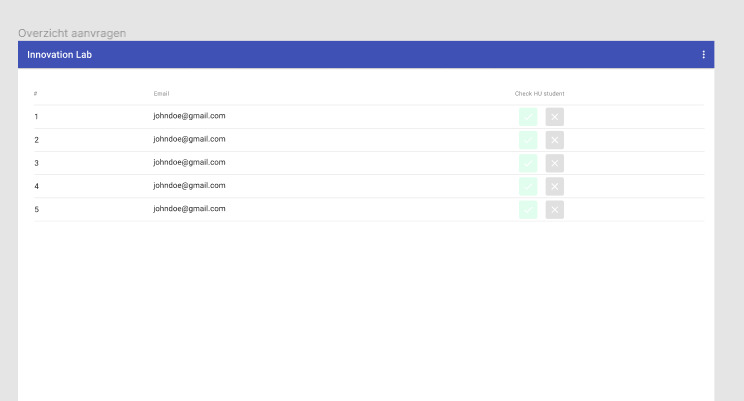 Overzicht aanvragen
Innovation Lab
# Email Check HU student
1 johndoe@gmail.com
2 johndoe@gmail.com
3 johndoe@gmail.com
4 johndoe@gmail.com
5 johndoe@gmail.com